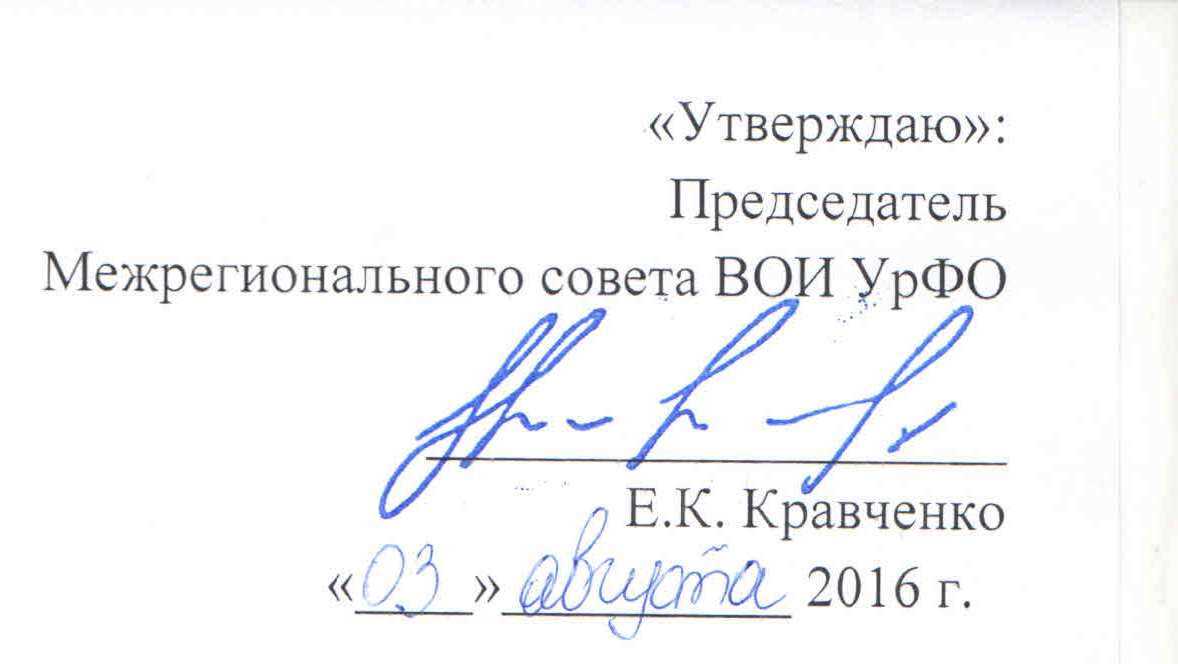 «Утверждаю»:
Председатель
Межрегионального совета ВОИ УрФО
Е.К. Кравченко
«03» августа 2016 г.